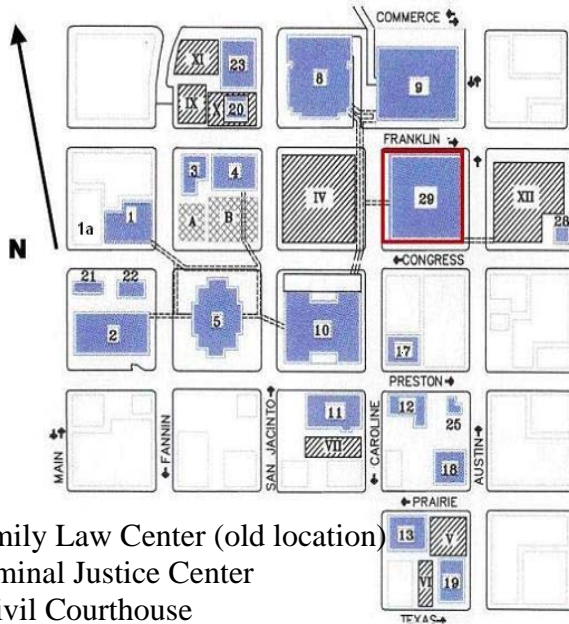 COMMERCE
XI
23
8
9
IX
X
20
FRANKLIN
3
4
IV
29
XII
1a
1
A
B
28
N
CONGRESS
21
22
2
5
10
17
PRESTON
11
12
25
MAIN
FANNIN
SAN JACINTO
VII
CAROLINE
18
AUSTIN
PRAIRIE
13
V
VI
19
TEXAS
mily Law Center (old location)
minal Justice Center
ivil Courthouse